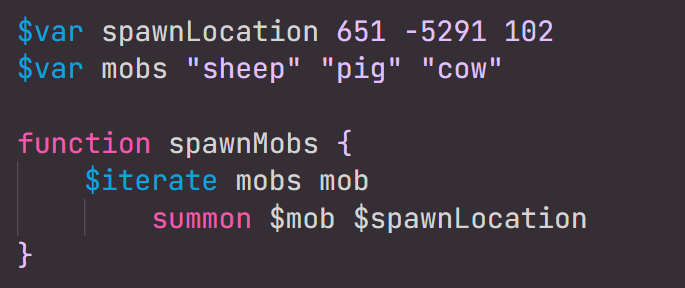 $var spawnLocation 651 -5291 102
$var mobs "sheep" "pig" "cow"
function spawnMobs {
$iterate mobs mob
summon $mob $spawnLocation
}